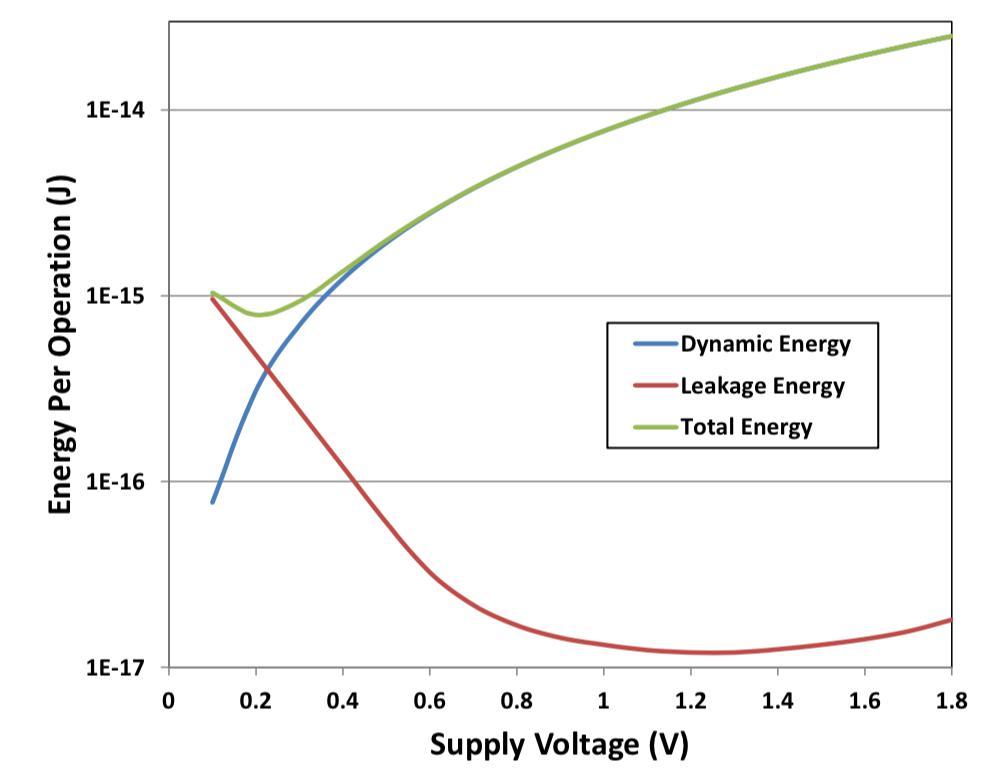 Energy Per Operation (J)
1E-14
1E-15
1E-16
1E-17
Dynamic Energy
Leakage Energy
Total Energy
0 0.2 0.4 0.6 0.8 1 1.2 1.4 1.6 1.8
Supply Voltage (V)